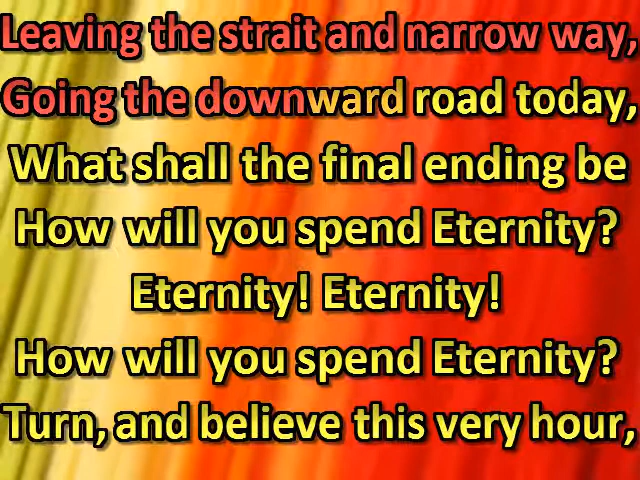 Leaving the strait and narrow way,
Going the downward road today,
What shall the final ending be
How will you spend Eternity?
Eternity! Eternity!
How will you spend Eternity?
Turn, and believe this very hour,